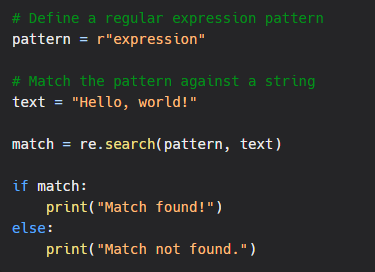 # Define a regular expression pattern
pattern = r"expression"
# Match the pattern against a string
text = "Hello, world!"
match = re.search(pattern, text)
if match:
    print("Match found!")
else:
    print("Match not found.")